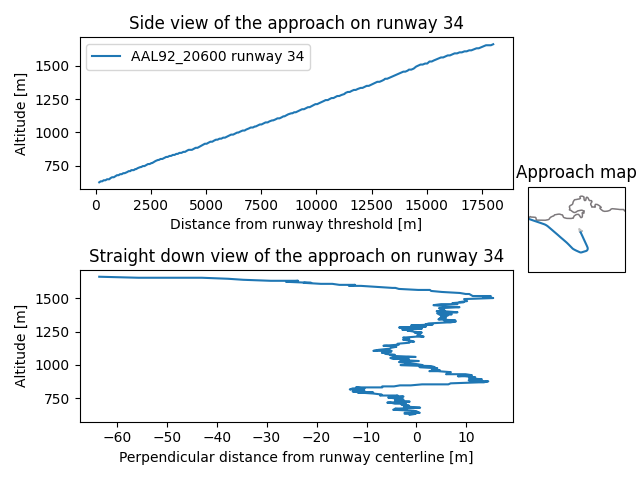 Side view of the approach on runway 34
AAL92_20600 runway 34
1500
1250
1000
750
Altitude [m]
0 2500 5000 7500 10000 12500 15000 17500
Distance from runway threshold [m]
Approach map
Straight down view of the approach on runway 34
1500
1250
1000
750
Altitude [m]
−60 −50 −40 −30 −20 −10 0 10
Perpendicular distance from runway centerline [m]